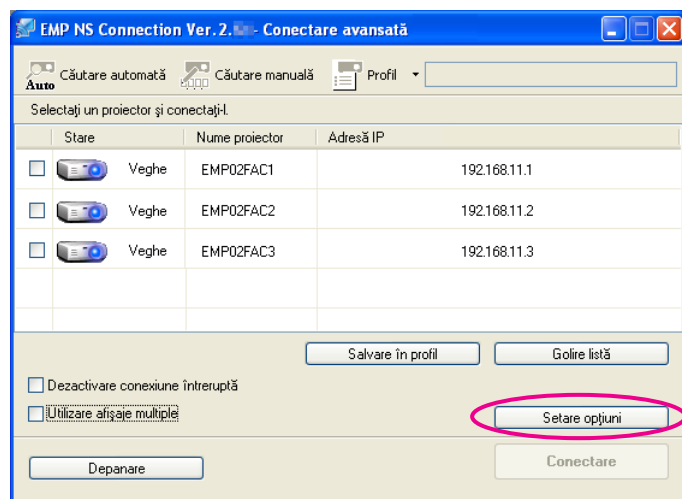 EMP NS Connection Ver.2. - Conectare avansată
Auto Căutare automată Căutare manuală Profil
Selectaţi un proiector şi conectaţi-l.
Stare Nume proiector Adresă IP
Veghe EMP02FAC1 192.168.11.1
Veghe EMP02FAC2 192.168.11.2
Veghe EMP02FAC3 192.168.11.3
Salvare în profil Golire listă
Dezactivare conexiune întreruptă
Utilizare afişaje multiple Setare opţiuni
Depanare Conectare